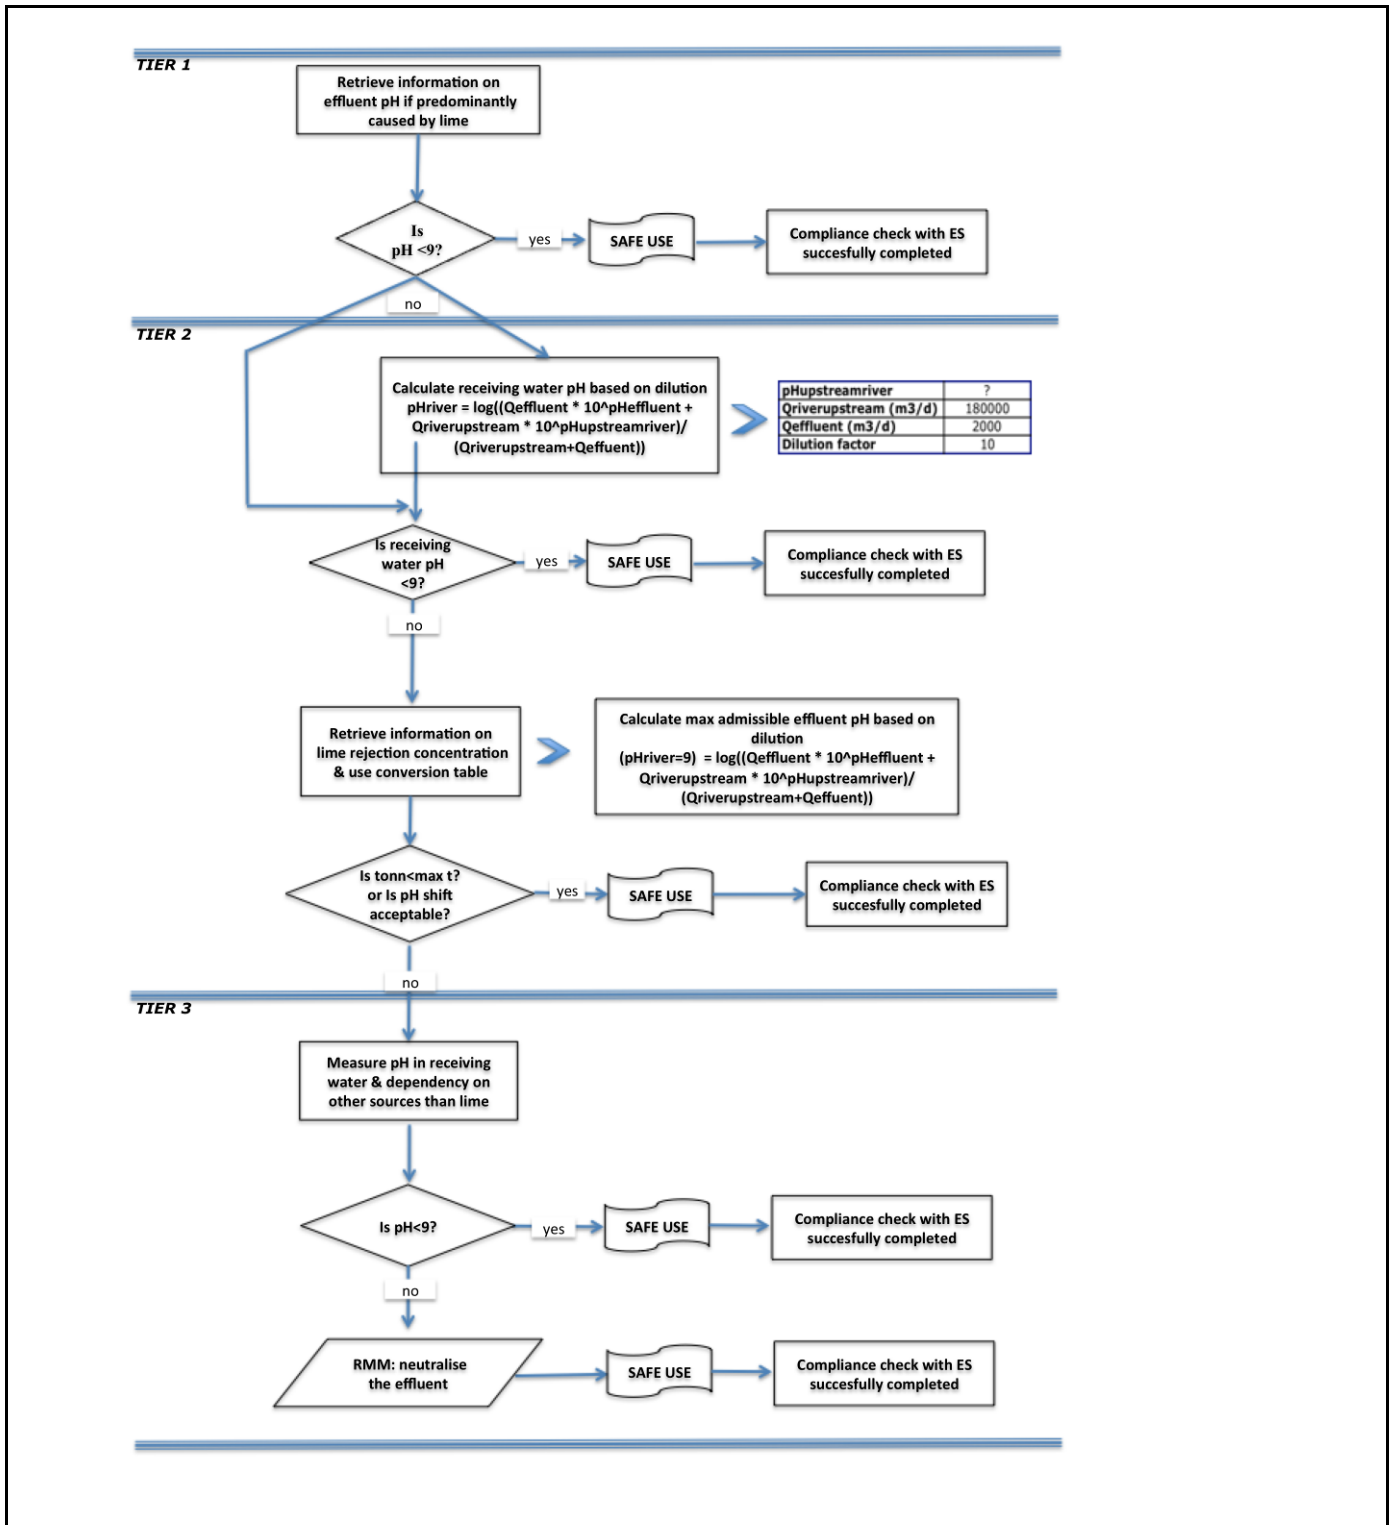 TIER 1
Retrieve information on
effluent pH if predominantly
caused by lime
Is
pH <9?
yes
SAFE USE
Compliance check with ES
succesfully completed
no
TIER 2
Calculate receiving water pH based on dilution
pHriver = log((Qeffluent * 10^pHeffluent +
Qriverupstream * 10^pHupstreamriver)/
(Qriverupstream+Qeffuent))
pHupstreamriver ?
Qriverupstream (m3/d) 180000
Qeffluent (m3/d) 2000
Dilution factor 10
Is receiving
water pH
<9?
yes
SAFE USE
Compliance check with ES
succesfully completed
no
Retrieve information on
lime rejection concentration
& use conversion table
Calculate max admissible effluent pH based on
dilution
(pHriver=9) = log((Qeffluent * 10^pHeffluent +
Qriverupstream * 10^pHupstreamriver)/
(Qriverupstream+Qeffuent))
Is tonn<max t?
or Is pH shift
acceptable?
yes
SAFE USE
Compliance check with ES
succesfully completed
no
TIER 3
Measure pH in receiving
water & dependency on
other sources than lime
Is pH<9?
yes
SAFE USE
Compliance check with ES
succesfully completed
no
RMM: neutralise
the effluent
SAFE USE
Compliance check with ES
succesfully completed